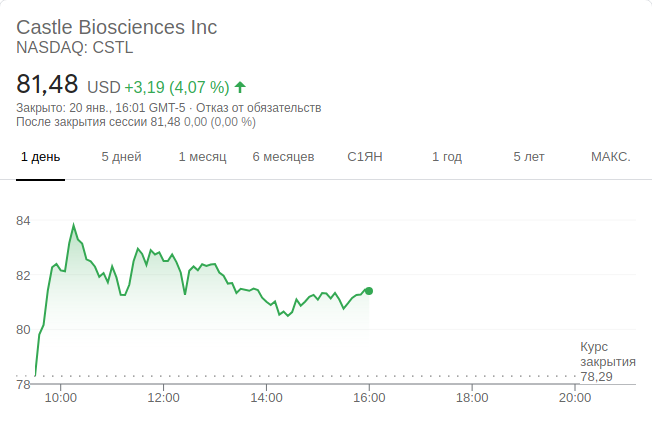 Castle Biosciences Inc
NASDAQ: CSTL
81,48 USD +3,19 (4,07 %)
Закрыто: 20 янв., 16:01 GMT-5 · Отказ от обязательств
После закрытия сессии 81,48 0,00 (0,00 %)
1 день 5 дней 1 месяц 6 месяцев С1ЯН 1 год 5 лет МАКС.
84
82
80
78
Курс
закрытия
78,29
10:00 12:00 14:00 16:00 18:00 20:00